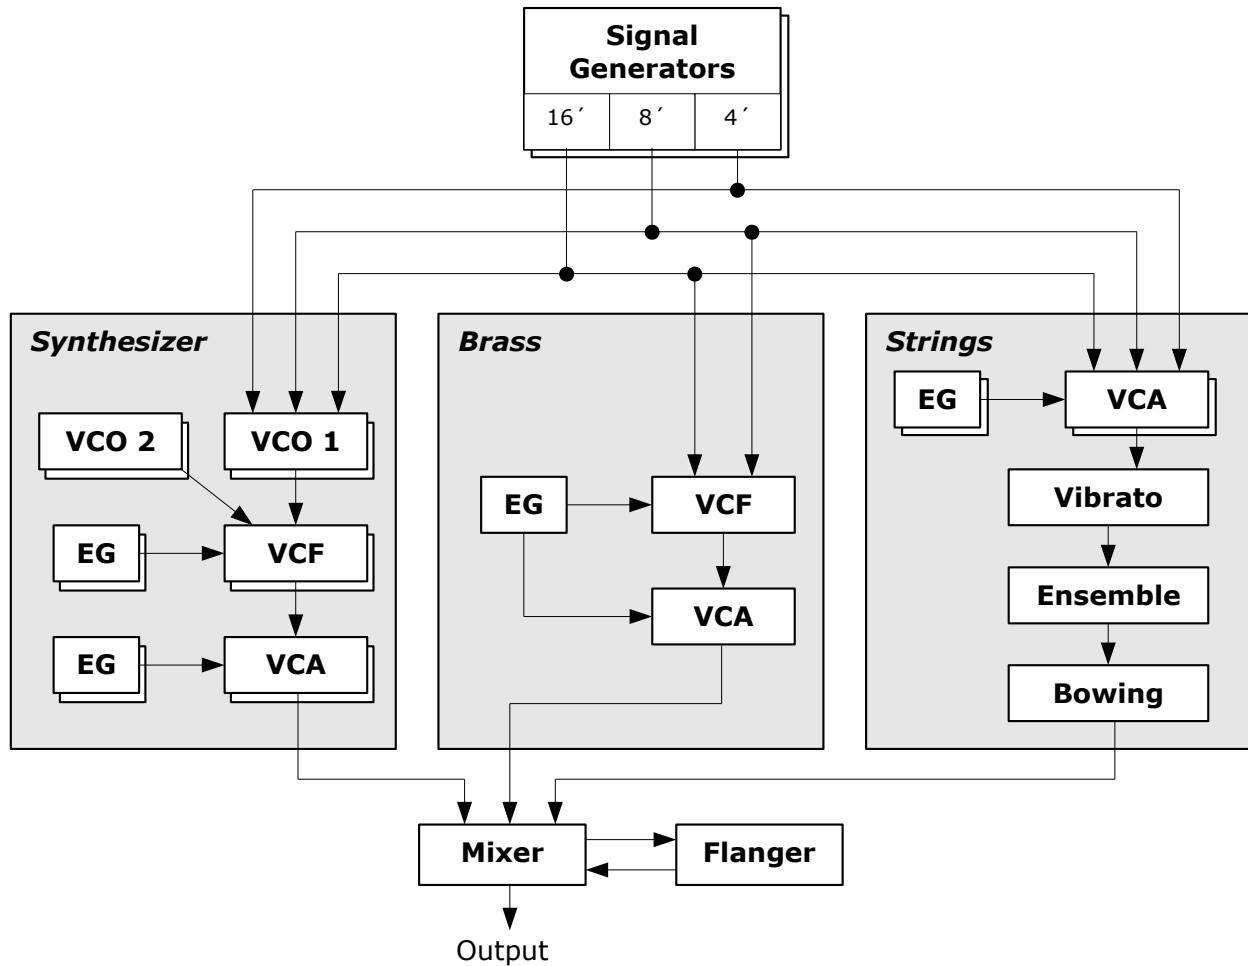 Signal
Generators
16´
8´
4´
Synthesizer
VCO 2
VCO 1
EG
VCF
EG
VCA
Brass
EG
VCF
VCA
Strings
EG
VCA
Vibrato
Ensemble
Bowing
Mixer
Flanger
Output